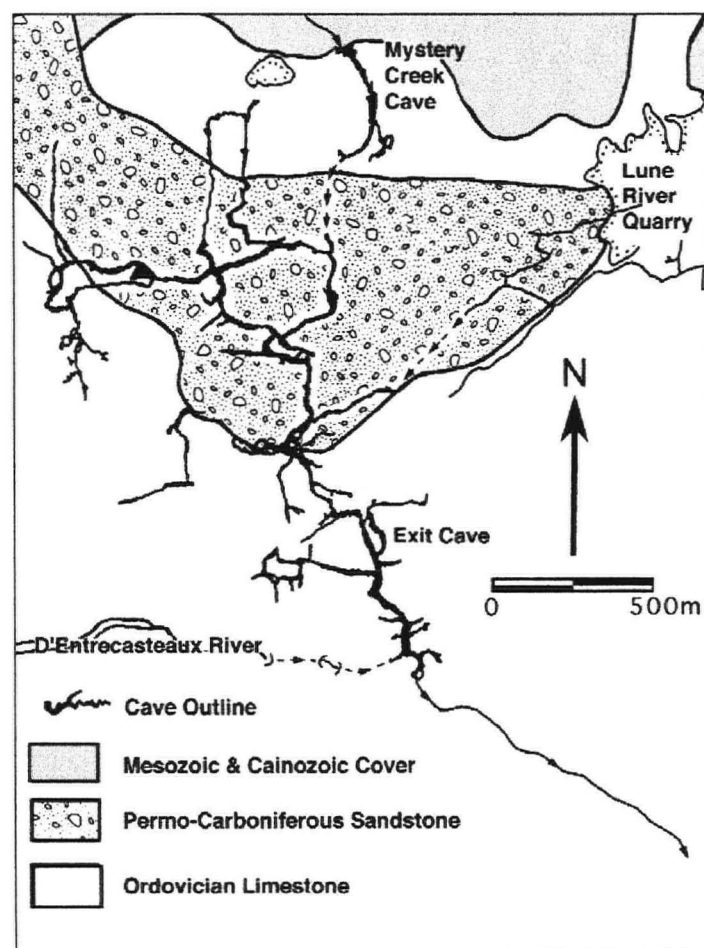 Mystery
Creek
Cave
Lune
River
Quarry
N
Exit Cave
0 500m
D'Entrecasteaux River
Cave Outline
Mesozoic & Cainozoic Cover
Permo-Carboniferous Sandstone
Ordovician Limestone